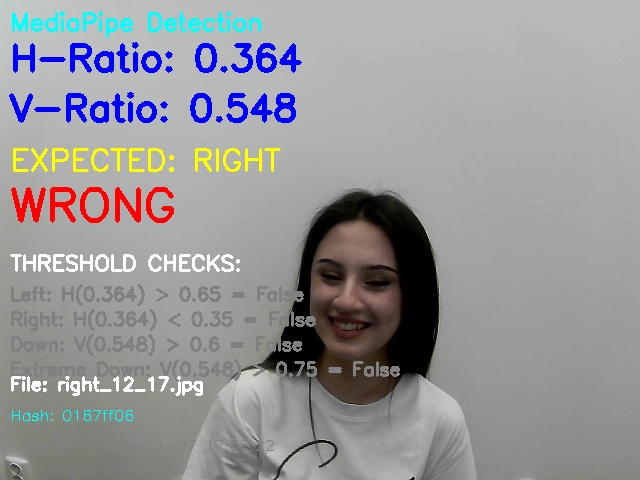 MediaPipe Detection
H-Ratio: 0.364
V-Ratio: 0.548
EXPECTED: RIGHT
WRONG
THRESHOLD CHECKS:
Left: H(0.364) > 0.65 = False
Right: H(0.364) < 0.35 = False
Down: V(0.548) > 0.6 = False
Extreme Down: V(0.548) > 0.75 = False
File: right_12_17.jpg
Hash: 0167ff06